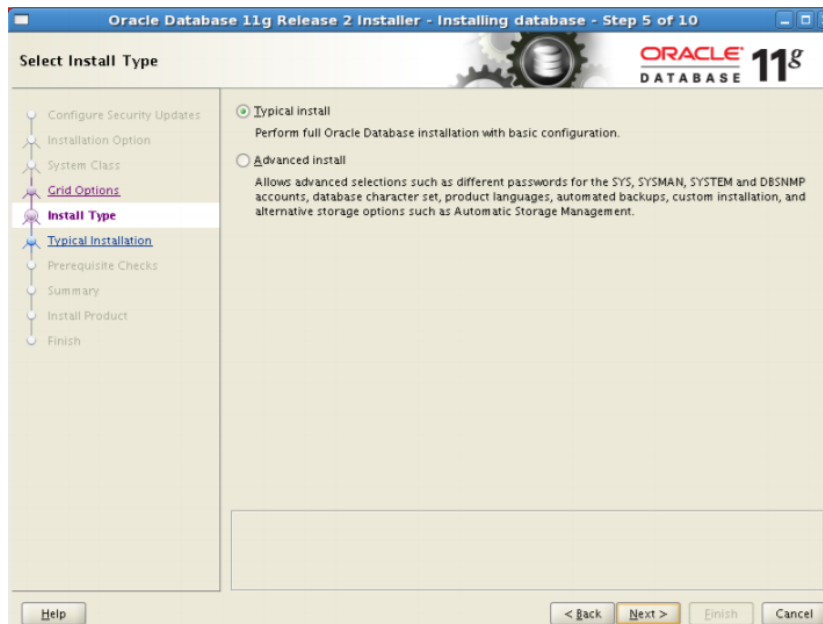 Oracle Database 11g Release 2 Installer - Installing database - Step 5 of 10
Select Install Type
ORACLE
DATABASE
11g
Configure Security Updates
Installation Option
System Class
Grid Options
Install Type
Typical Installation
Prerequisite Checks
Summary
Install Product
Finish
Typical install
Perform full Oracle Database installation with basic configuration.
Advanced install
Allows advanced selections such as different passwords for the SYS, SYSMAN, SYSTEM and DBSNMP
accounts, database character set, product languages, automated backups, custom installation, and
alternative storage options such as Automatic Storage Management.
Help
< Back
Next >
Finish
Cancel